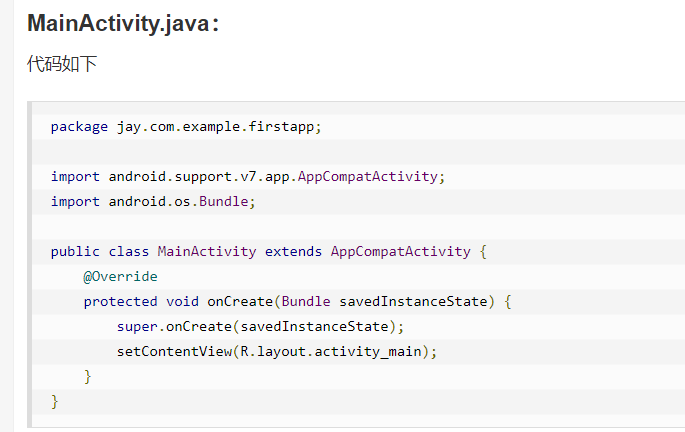 MainActivity.java：
代码如下
package jay.com.example.firstapp;
import android.support.v7.app.AppCompatActivity;
import android.os.Bundle;
public class MainActivity extends AppCompatActivity {
    @Override
    protected void onCreate(Bundle savedInstanceState) {
        super.onCreate(savedInstanceState);
        setContentView(R.layout.activity_main);
    }
}